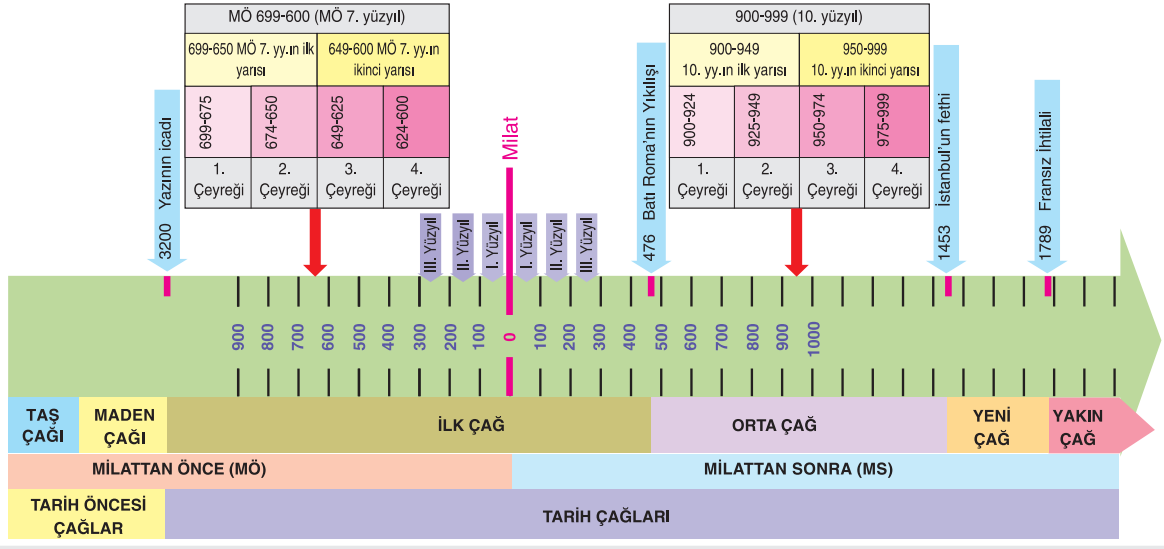 MÖ 699-600 (MÖ 7. yüzyıl)
699-650 MÖ 7. yy.ın ilk
yarısı
649-600 MÖ 7. yy.ın
ikinci yarısı
699-675
674-650
649-625
624-600
1.
Çeyreği
2.
Çeyreği
3.
Çeyreği
4.
Çeyreği
900-999 (10. yüzyıl)
900-949
10. yy.ın ilk yarısı
950-999
10. yy.ın ikinci yarısı
900-924
925-949
950-974
975-999
1.
Çeyreği
2.
Çeyreği
3.
Çeyreği
4.
Çeyreği
3200 Yazının icadı
III. Yüzyıl
II. Yüzyıl
I. Yüzyıl
Milat
I. Yüzyıl
II. Yüzyıl
III. Yüzyıl
476 Batı Roma'nın Yıkılışı
1453 İstanbul'un fethi
1789 Fransız İhtilali
900 800 700 600 500 400 300 200 100 0 100 200 300 400 500 600 700 800 900 1000
TAŞ
ÇAĞI
MADEN
ÇAĞI
İLK ÇAĞ
ORTA ÇAĞ
YENİ
ÇAĞ
YAKIN
ÇAĞ
MİLATTAN ÖNCE (MÖ)
MİLATTAN SONRA (MS)
TARİH ÖNCESİ
ÇAĞLAR
TARİH ÇAĞLARI